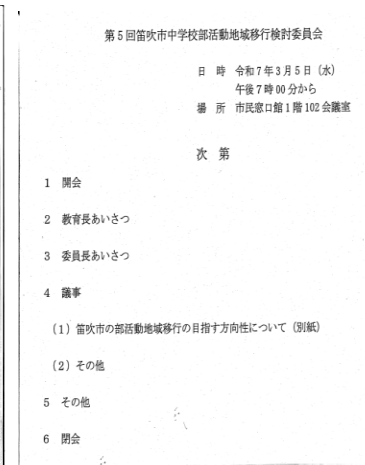 第5回笛吹市中学校部活動地域移行検討委員会
日 時 令和7年3月5日（水）
午後7時00分から
場 所 市民窓口館1階102会議室
次 第
1 開会
2 教育長あいさつ
3 委員長あいさつ
4 議事
(1) 笛吹市の部活動地域移行の目指す方向性について（別紙）
(2) その他
5 その他
6 閉会